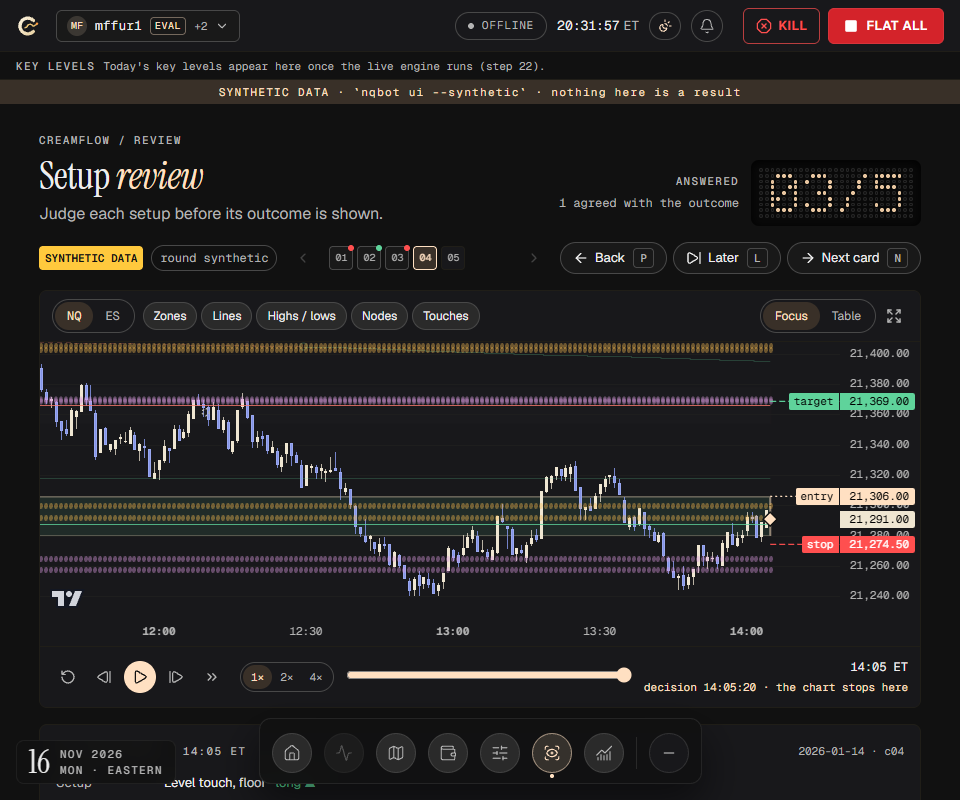 MF mffur1 EVAL +2
OFFLINE 20:31:57 ET
KILL FLAT ALL
KEY LEVELS Today's key levels appear here once the live engine runs (step 22).
SYNTHETIC DATA · `nqbot ui --synthetic` · nothing here is a result
CREAMFLOW / REVIEW
Setup review
Judge each setup before its outcome is shown.
ANSWERED
1 agreed with the outcome
03/5
SYNTHETIC DATA round synthetic
01 02 03 04 05
Back P Later L Next card N
NQ ES Zones Lines Highs / lows Nodes Touches
Focus Table
21,400.00
21,380.00
target 21,369.00
21,360.00
21,340.00
21,320.00
entry 21,306.00
21,300.00
21,291.00
21,280.00
stop 21,274.50
21,260.00
21,240.00
12:00 12:30 13:00 13:30 14:00
1× 2× 4×
14:05 ET
decision 14:05:20 · the chart stops here
16 NOV 2026
MON · EASTERN
14:05 ET
2026-01-14 · c04
Setup Level touch, floor long